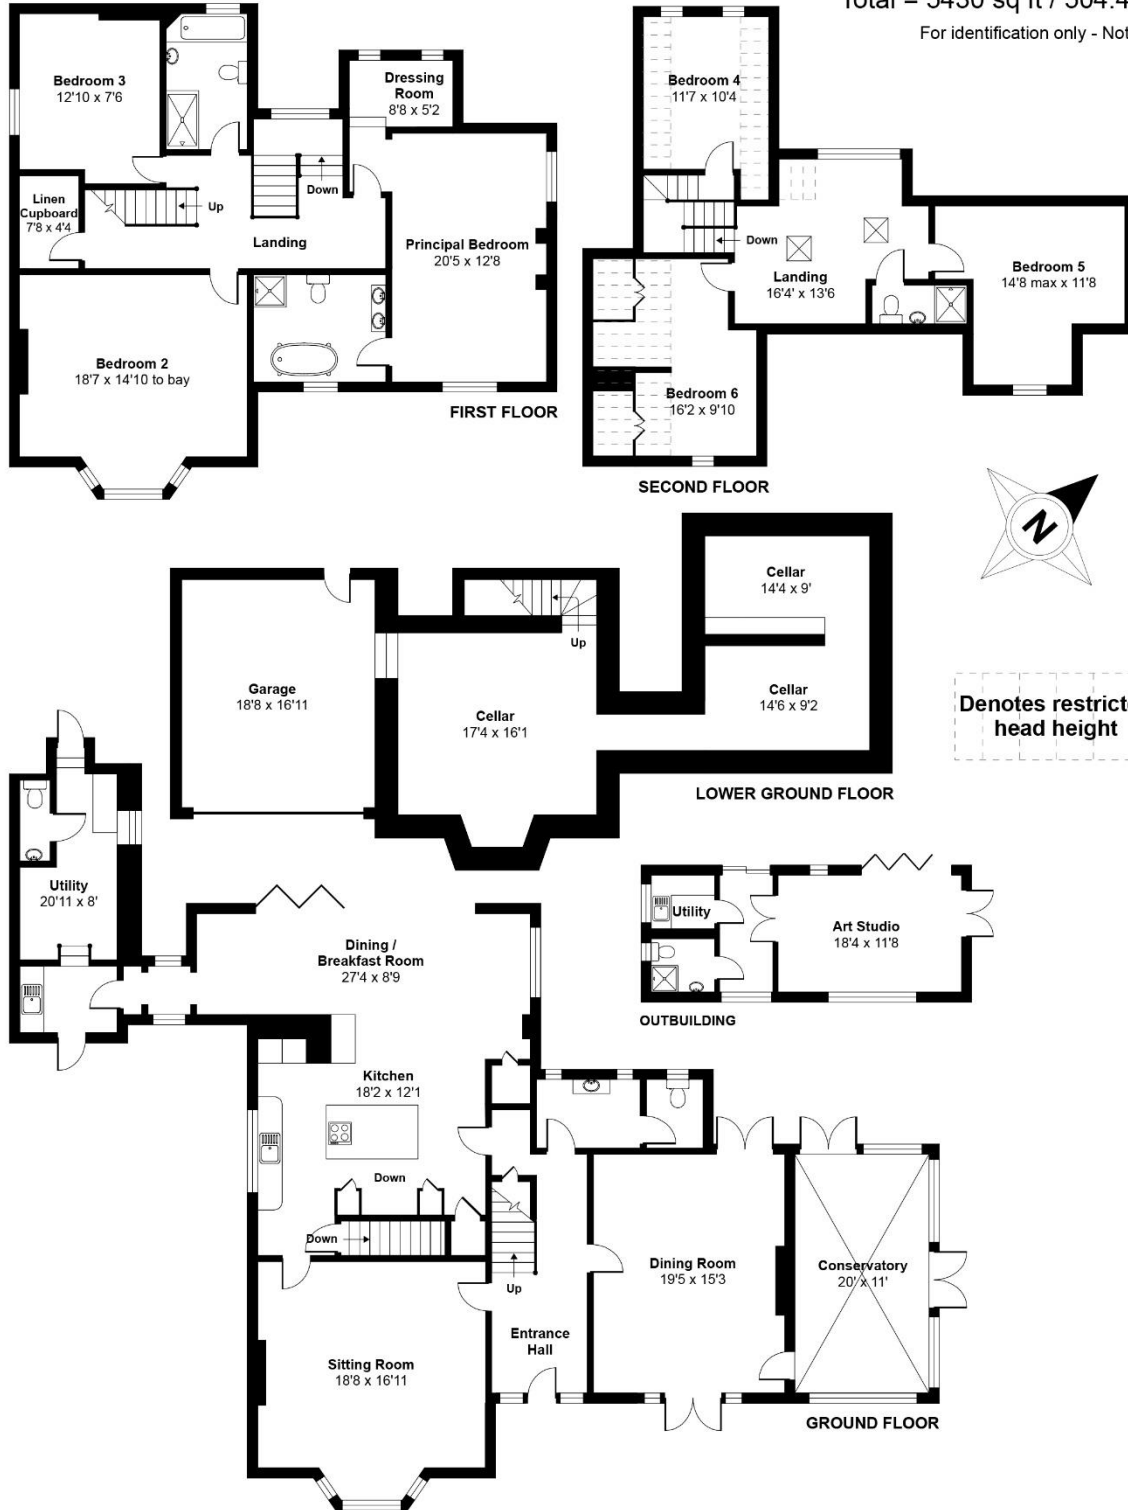 Total = 5430 sq ft / 504.4
For identification only - Not
Bedroom 3
12'10 x 7'6
Dressing
Room
8'8 x 5'2
Linen
Cupboard
7'8 x 4'4
Up
Down
Landing
Principal Bedroom
20'5 x 12'8
Bedroom 2
18'7 x 14'10 to bay
FIRST FLOOR
Bedroom 4
11'7 x 10'4
Down
Landing
16'4' x 13'6
Bedroom 5
14'8 max x 11'8
Bedroom 6
16'2 x 9'10
SECOND FLOOR
N
Garage
18'8 x 16'11
Up
Cellar
17'4 x 16'1
Cellar
14'4 x 9'
Cellar
14'6 x 9'2
LOWER GROUND FLOOR
Denotes restricte
head height
Utility
20'11 x 8'
Dining /
Breakfast Room
27'4 x 8'9
Kitchen
18'2 x 12'1
Down
Down
Up
Entrance
Hall
Sitting Room
18'8 x 16'11
Dining Room
19'5 x 15'3
Conservatory
20' x 11'
GROUND FLOOR
Utility
Art Studio
18'4 x 11'8
OUTBUILDING